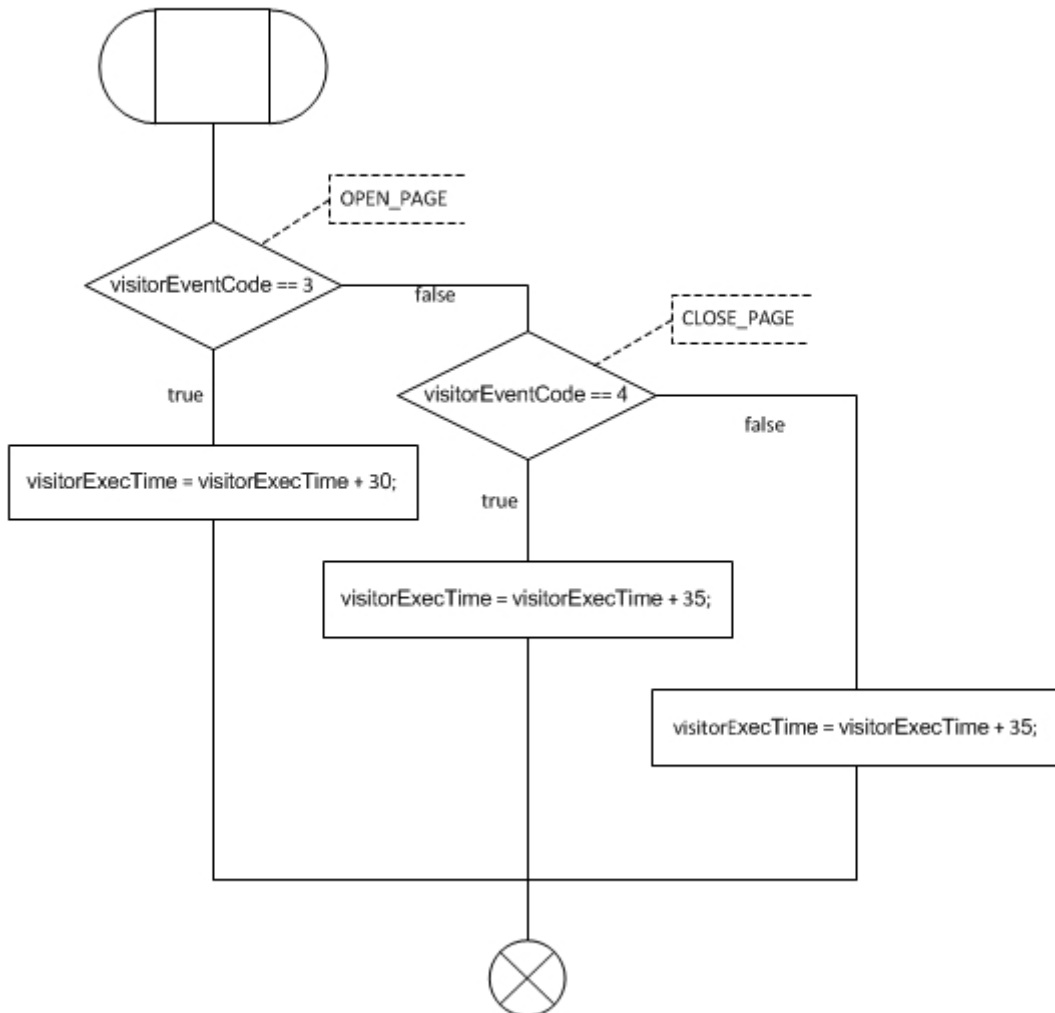 OPEN_PAGE
visitorEventCode == 3
false
CLOSE_PAGE
visitorEventCode == 4
true
false
visitorExecTime = visitorExecTime + 30;
true
visitorExecTime = visitorExecTime + 35;
visitorExecTime = visitorExecTime + 35;